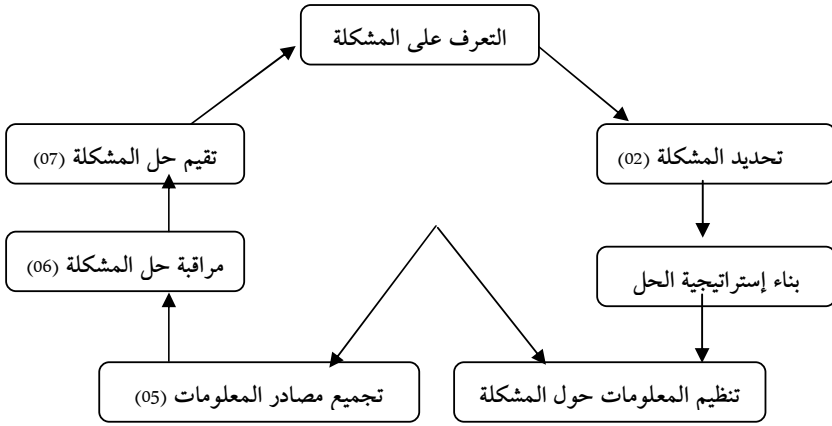 التعرف على المشكلة
تحديد المشكلة (02)
بناء إستراتيجية الحل
تنظيم المعلومات حول المشكلة
تجميع مصادر المعلومات (05)
مراقبة حل المشكلة (06)
تقيم حل المشكلة (07)